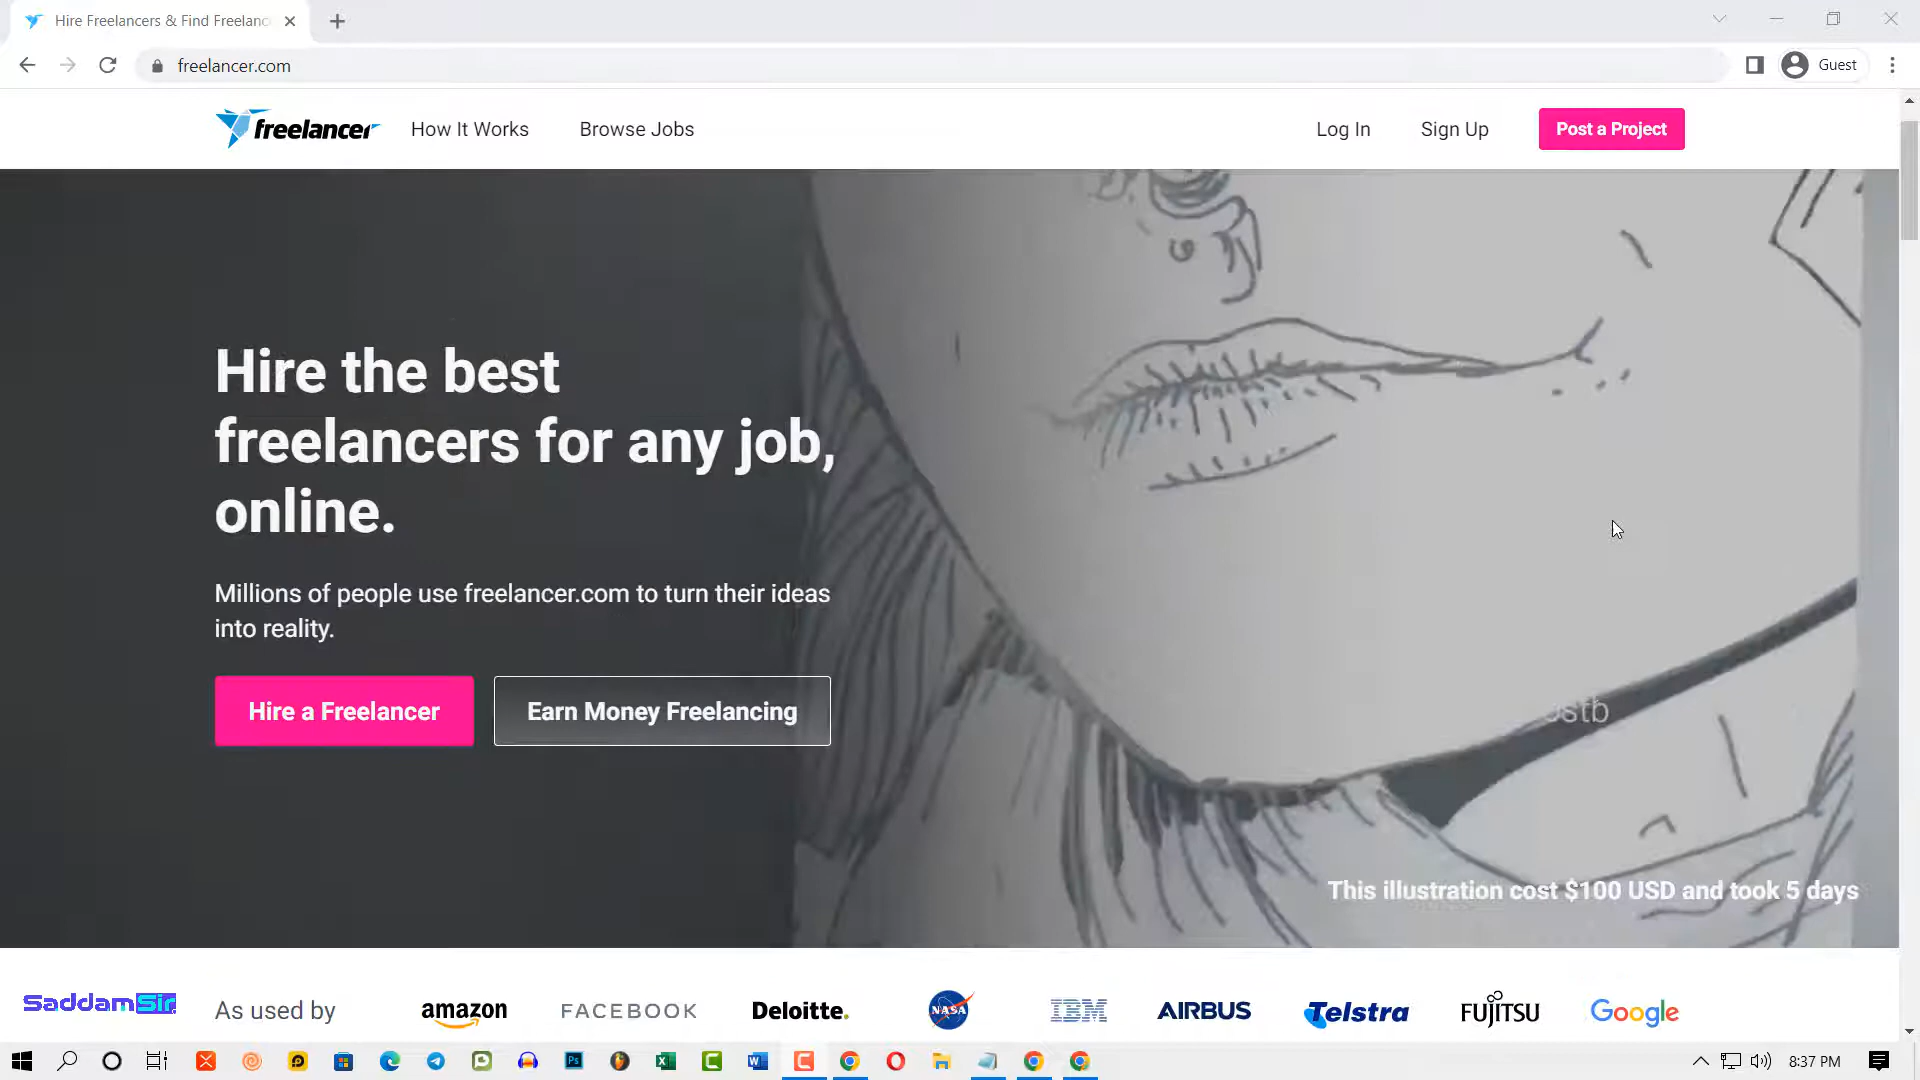 Hire Freelancers & Find Freelanc
freelancer.com
Guest
freelancer
How It Works
Browse Jobs
Log In
Sign Up
Post a Project
Hire the best
freelancers for any job,
online.
Millions of people use freelancer.com to turn their ideas
into reality.
Hire a Freelancer
Earn Money Freelancing
This illustration cost $100 USD and took 5 days
SaddamSir
As used by
amazon
FACEBOOK
Deloitte.
NASA
IBM
AIRBUS
Telstra
FUJITSU
Google
8:37 PM